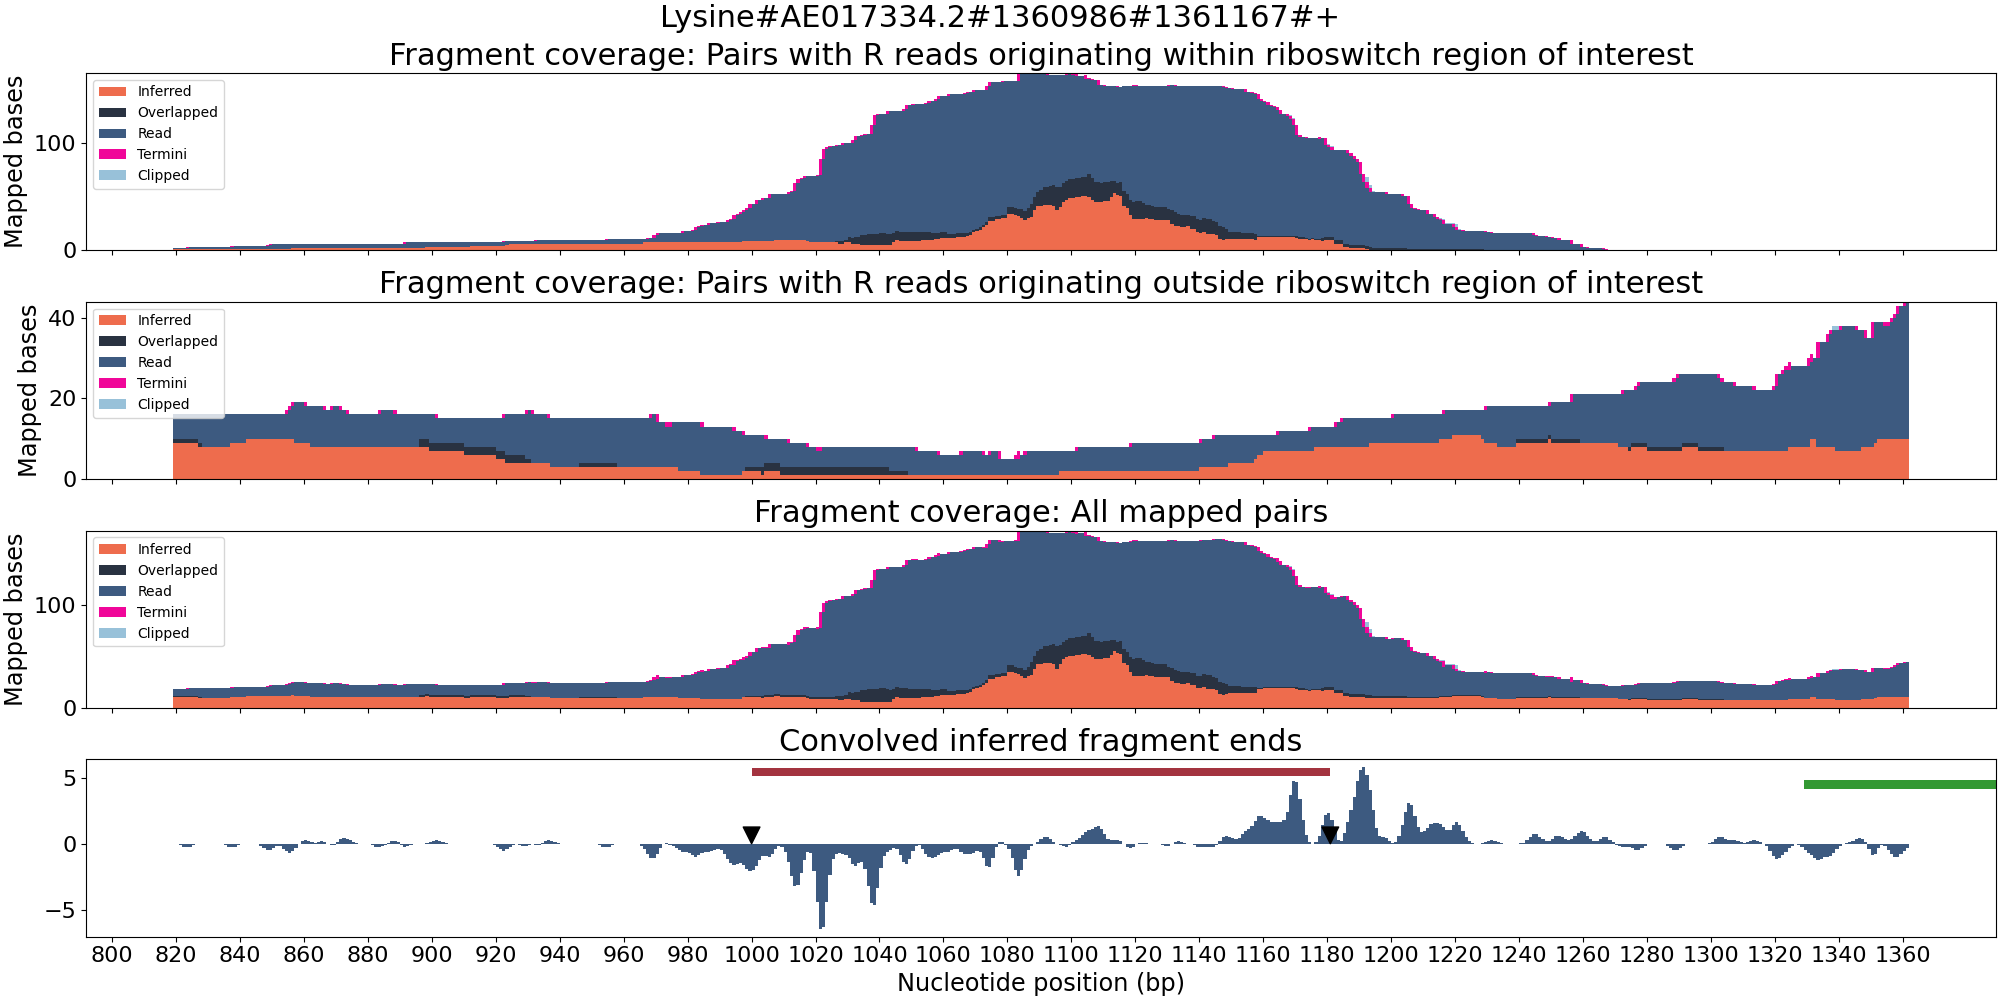 Lysine#AE017334.2#1360986#1361167#+
Fragment coverage: Pairs with R reads originating within riboswitch region of interest
Mapped bases
100
0
Inferred
Overlapped
Read
Termini
Clipped
Fragment coverage: Pairs with R reads originating outside riboswitch region of interest
Mapped bases
40
20
0
Inferred
Overlapped
Read
Termini
Clipped
Fragment coverage: All mapped pairs
Mapped bases
100
0
Inferred
Overlapped
Read
Termini
Clipped
Convolved inferred fragment ends
5
0
−5
800 820 840 860 880 900 920 940 960 980 1000 1020 1040 1060 1080 1100 1120 1140 1160 1180 1200 1220 1240 1260 1280 1300 1320 1340 1360
Nucleotide position (bp)